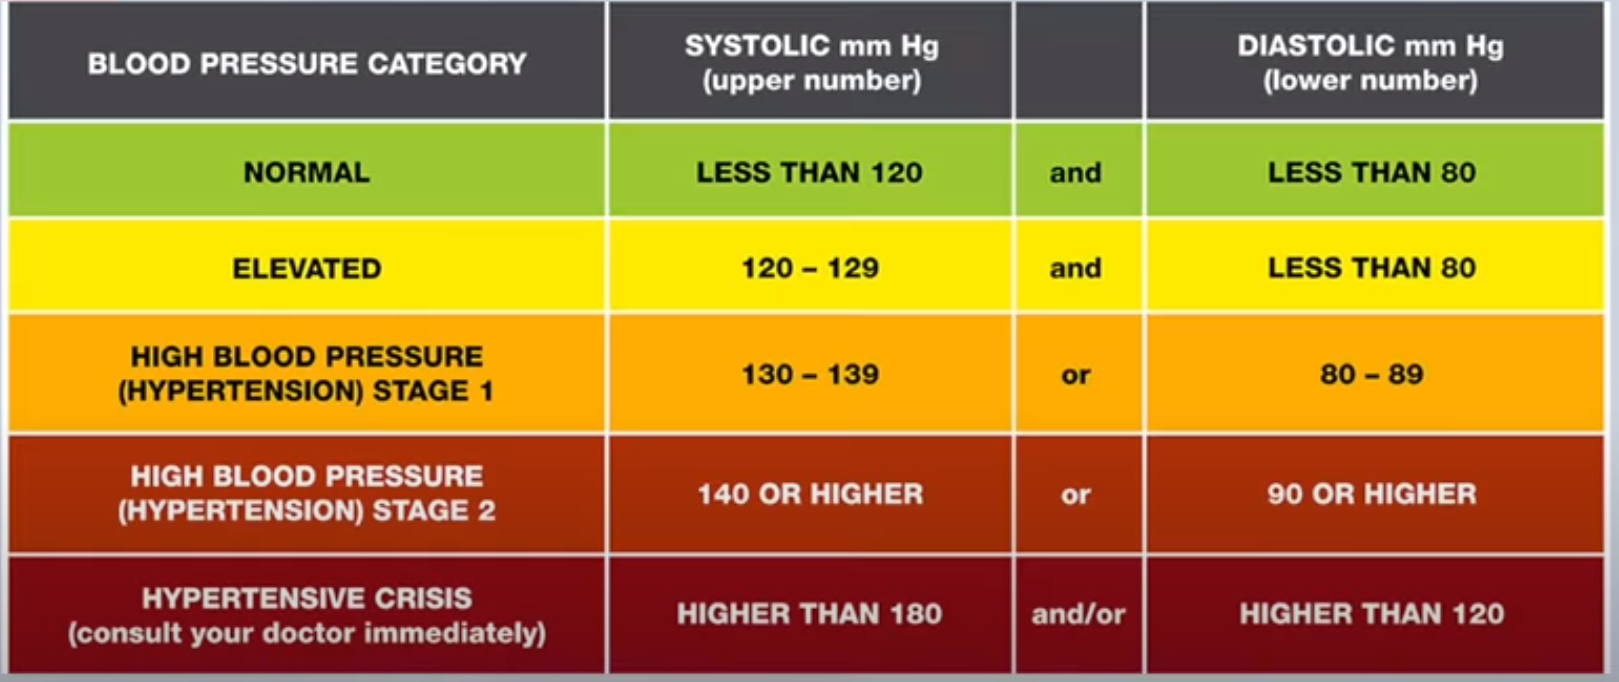 BLOOD PRESSURE CATEGORY
SYSTOLIC mm Hg
(upper number)
DIASTOLIC mm Hg
(lower number)
NORMAL
LESS THAN 120
and
LESS THAN 80
ELEVATED
120 – 129
and
LESS THAN 80
HIGH BLOOD PRESSURE
(HYPERTENSION) STAGE 1
130 – 139
or
80 – 89
HIGH BLOOD PRESSURE
(HYPERTENSION) STAGE 2
140 OR HIGHER
or
90 OR HIGHER
HYPERTENSIVE CRISIS
(consult your doctor immediately)
HIGHER THAN 180
and/or
HIGHER THAN 120